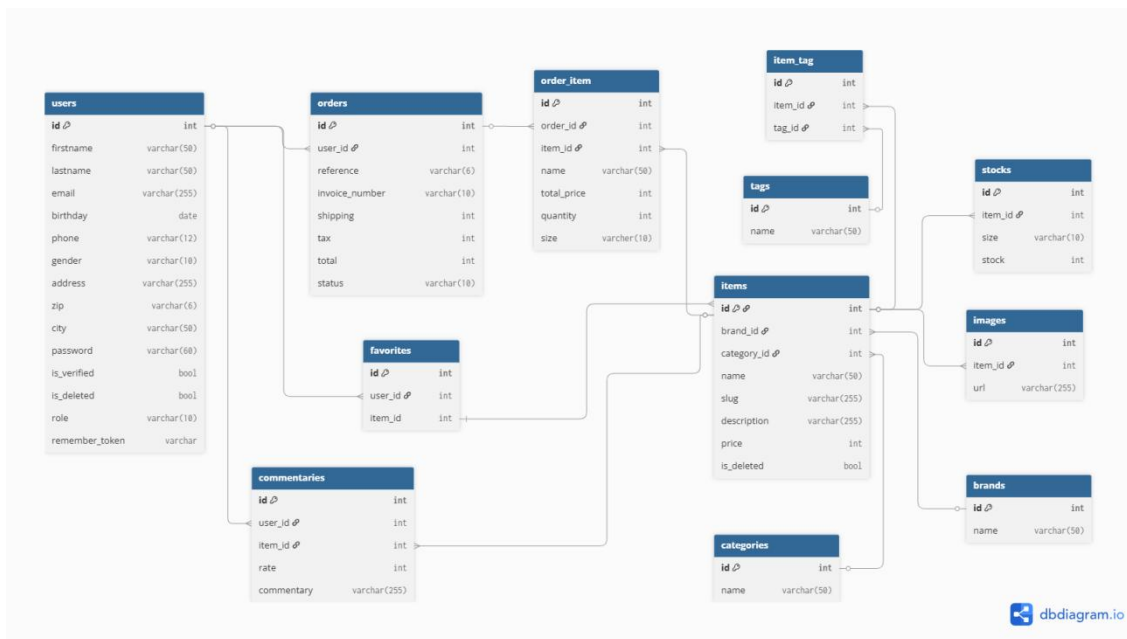 users
id int
firstname varchar(50)
lastname varchar(50)
email varchar(255)
birthday date
phone varchar(12)
gender varchar(10)
address varchar(255)
zip varchar(6)
city varchar(50)
password varchar(60)
is_verified bool
is_deleted bool
role varchar(10)
remember_token varchar
orders
id int
user_id int
reference varchar(6)
invoice_number varchar(10)
shipping int
tax int
total int
status varchar(10)
order_item
id int
order_id int
item_id int
name varchar(50)
total_price int
quantity int
size varcher(10)
item_tag
id int
item_id int
tag_id int
tags
id int
name varchar(50)
stocks
id int
item_id int
size varchar(10)
stock int
items
id int
brand_id int
category_id int
name varchar(50)
slug varchar(255)
description varchar(255)
price int
is_deleted bool
images
id int
item_id int
url varchar(255)
favorites
id int
user_id int
item_id int
commentaries
id int
user_id int
item_id int
rate int
commentary varchar(255)
categories
id int
name varchar(50)
brands
id int
name varchar(50)
dbdiagram.io